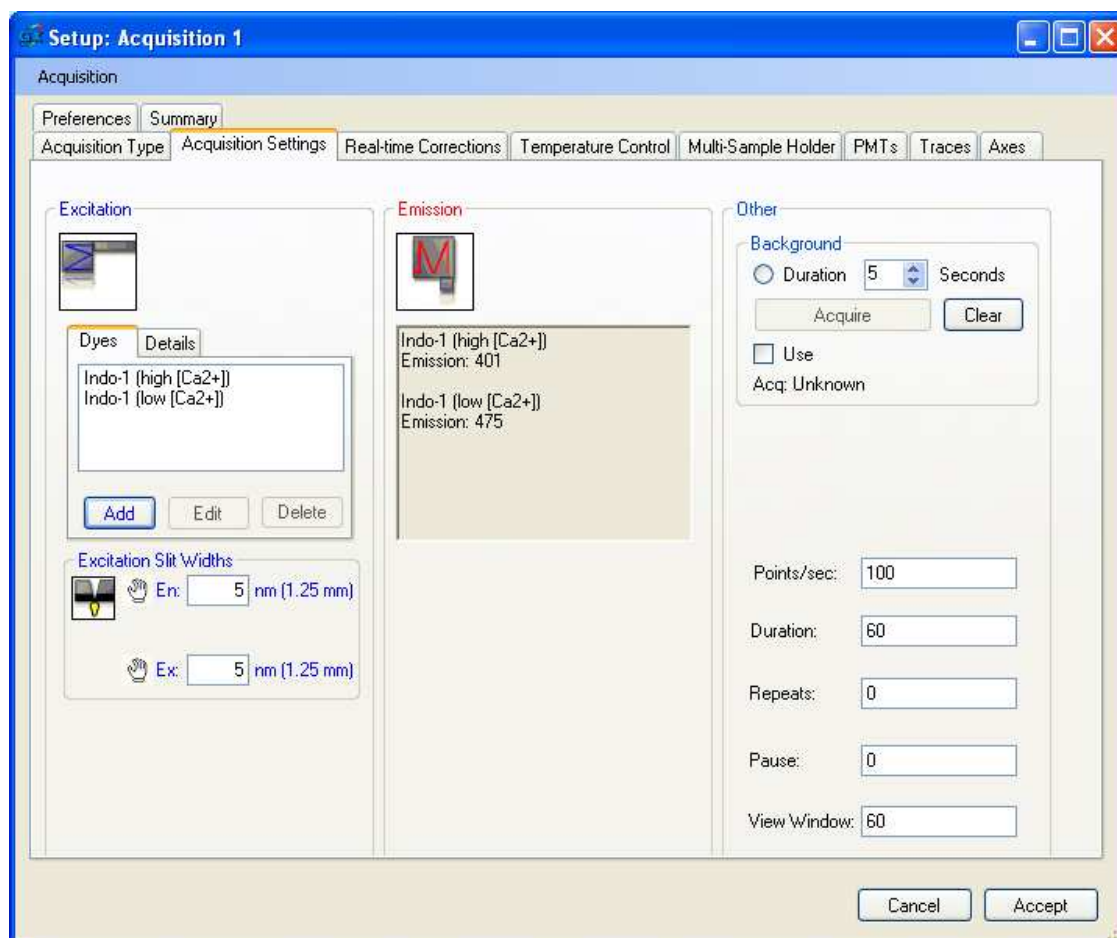 Setup: Acquisition 1
Acquisition
Preferences Summary
Acquisition Type Acquisition Settings Real-time Corrections Temperature Control Multi-Sample Holder PMTs Traces Axes
Excitation
Dyes Details
Indo-1 (high [Ca2+])
Indo-1 (low [Ca2+])
Add Edit Delete
Excitation Slit Widths
En: 5 nm (1.25 mm)
Ex: 5 nm (1.25 mm)
Emission
M
Indo-1 (high [Ca2+])
Emission: 401
Indo-1 (low [Ca2+])
Emission: 475
Other
Background
Duration 5 Seconds
Acquire Clear
Use
Acq: Unknown
Points/sec: 100
Duration: 60
Repeats: 0
Pause: 0
View Window: 60
Cancel Accept